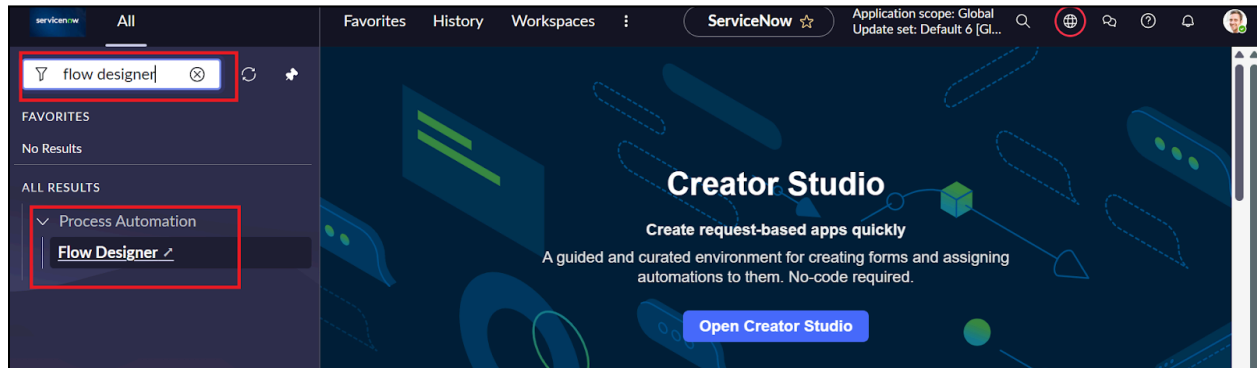 servicenow
All
Favorites
History
Workspaces
ServiceNow
Application scope: Global
Update set: Default 6 [Gl...
flow designer
FAVORITES
No Results
ALL RESULTS
Process Automation
Flow Designer
Creator Studio
Create request-based apps quickly
A guided and curated environment for creating forms and assigning
automations to them. No-code required.
Open Creator Studio